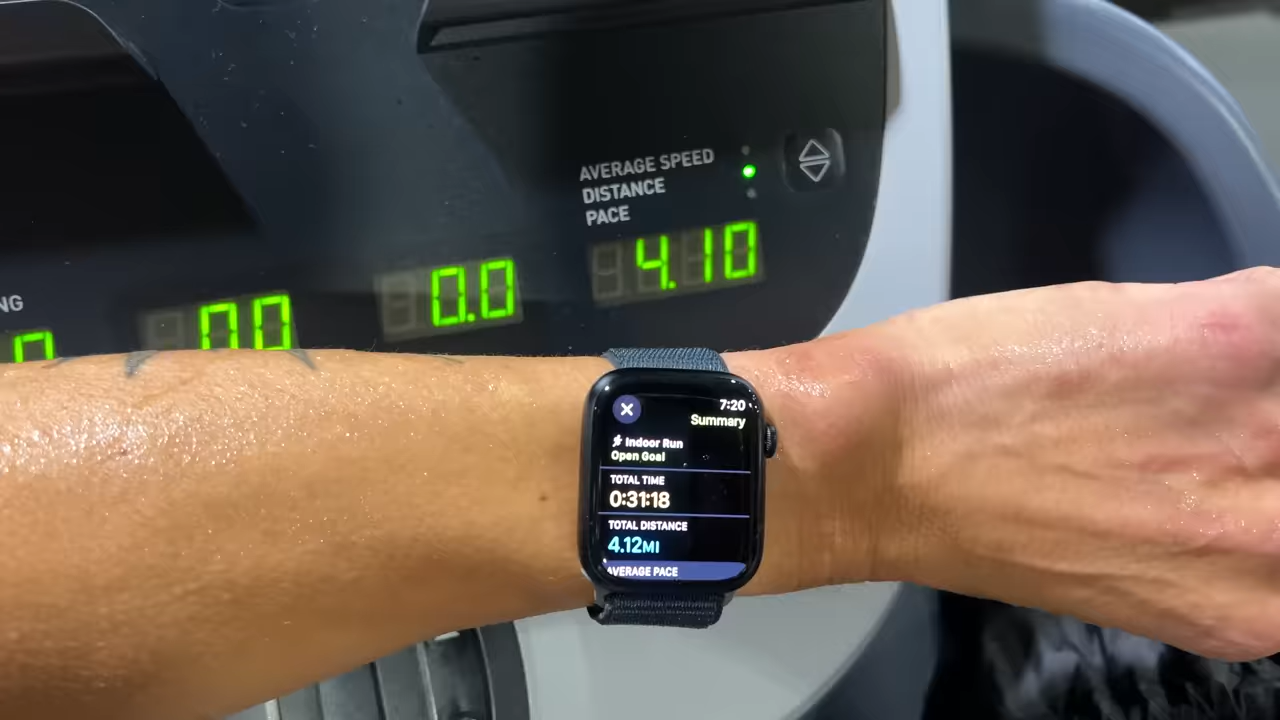 AVERAGE SPEED
DISTANCE
PACE
4.10
0.0
NG
7:20
Summary
Indoor Run
Open Goal
TOTAL TIME
0:31:18
TOTAL DISTANCE
4.12MI
AVERAGE PACE